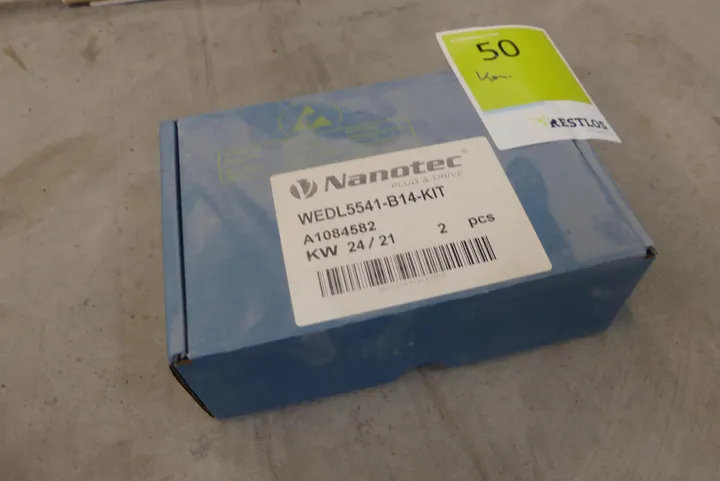 50
RESTLOS
Nanotec®
PLUG & DRIVE
WEDL5541-B14-KIT
A1084582
KW 24/21 2 pcs